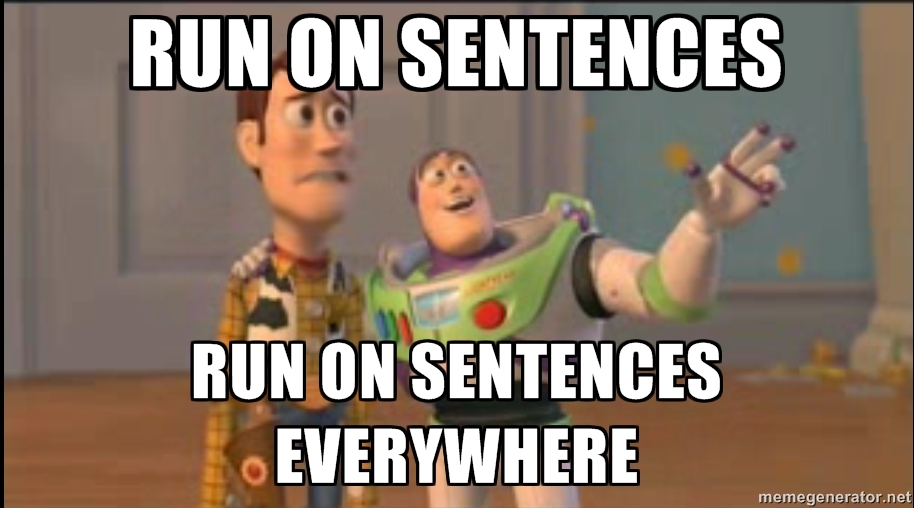 RUN ON SENTENCES
RUN ON SENTENCES
EVERYWHERE
memegenerator.net